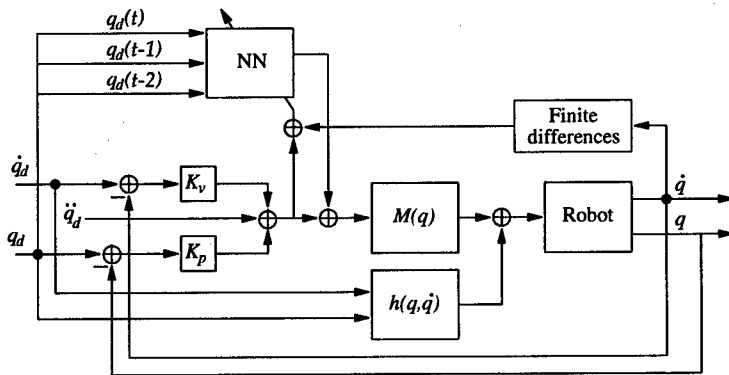 q_d(t)
q_d(t-1)
q_d(t-2)
NN
Finite
differences
q̇_d
K_v
q̈_d
q_d
K_p
M(q)
Robot
q̇
q
h(q,q̇)